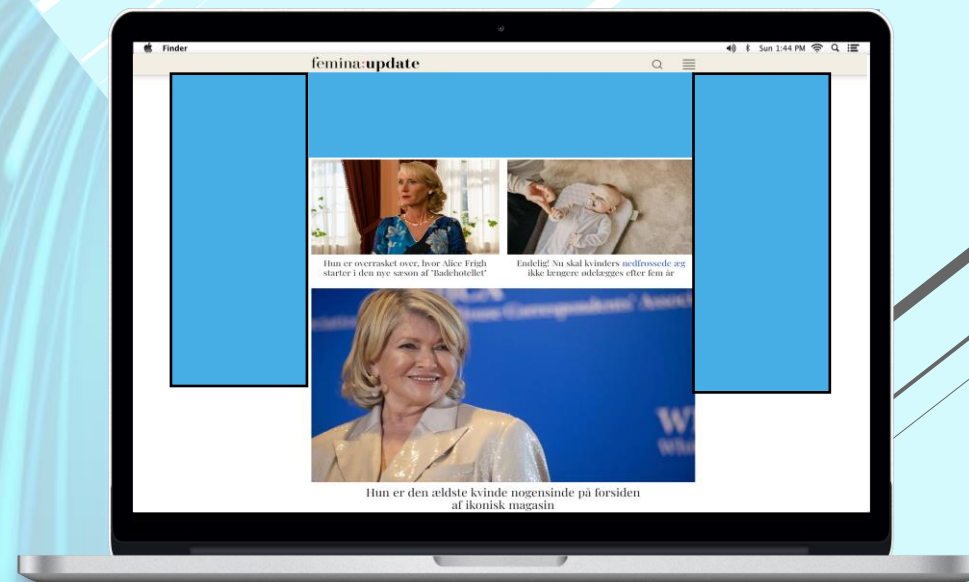 Finder
Sun 1:44 PM
femina:update
Hun er overrasket over, hvor Alice Frigh
starter i den nye sæson af "Badehotellet"
Endelig! Nu skal kvinders nedfrossede æg
ikke længere ødelægges efter fem år
Correspondents' Assoc
W
Hun er den ældste kvinde nogensinde på forsiden
af ikonisk magasin